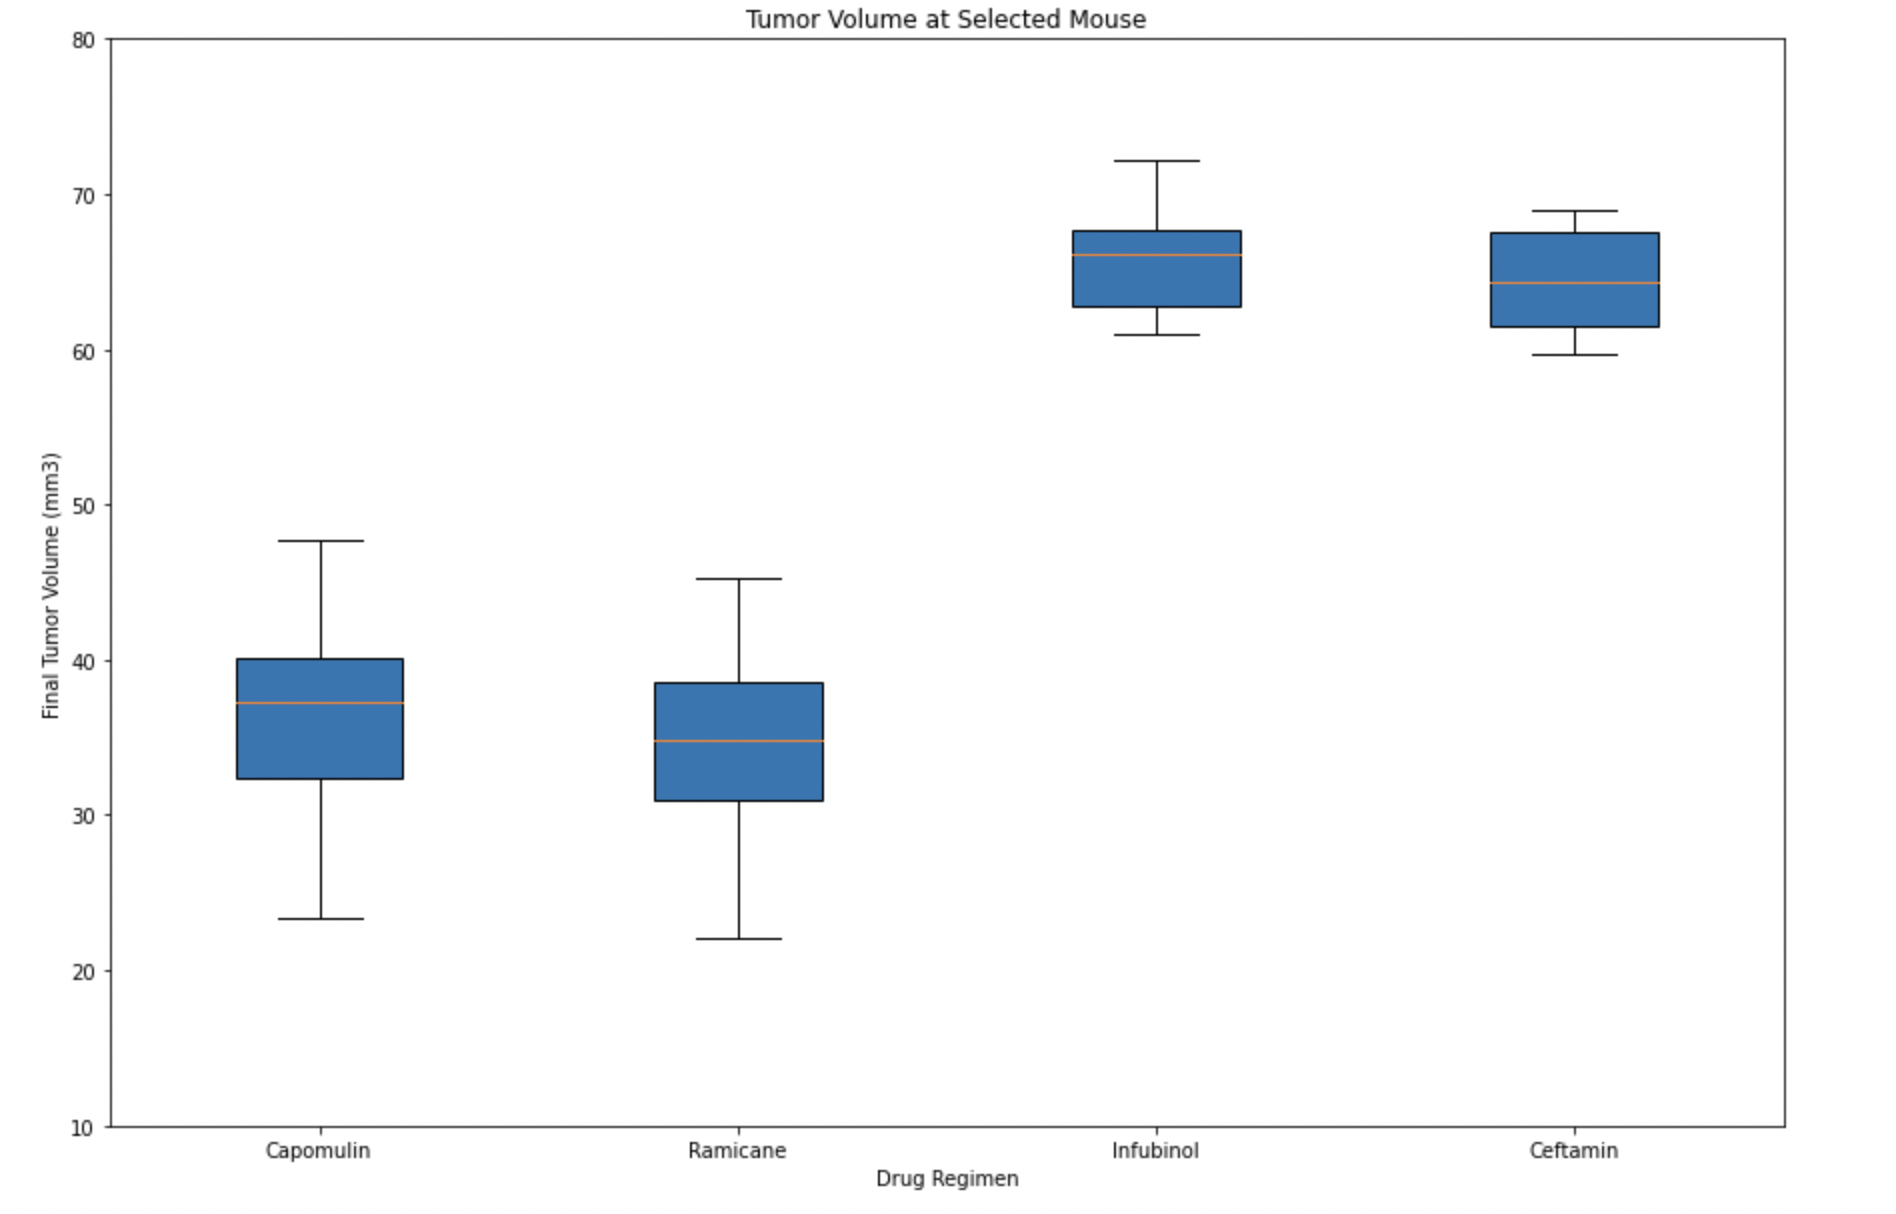 Tumor Volume at Selected Mouse
80
70
60
50
40
30
20
10
Final Tumor Volume (mm3)
Capomulin Ramicane Infubinol Ceftamin
Drug Regimen